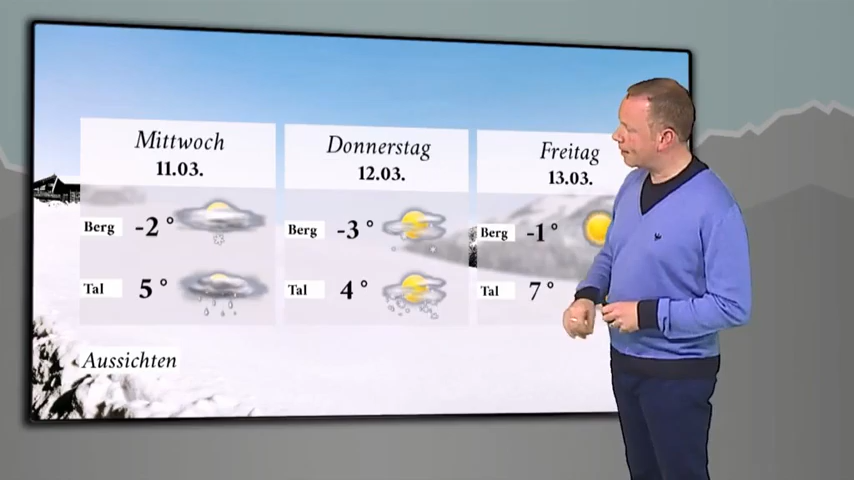 Mittwoch
11.03.
Berg -2°
Tal 5°
Donnerstag
12.03.
Berg -3°
Tal 4°
Freitag
13.03.
Berg -1°
Tal 7°
Aussichten